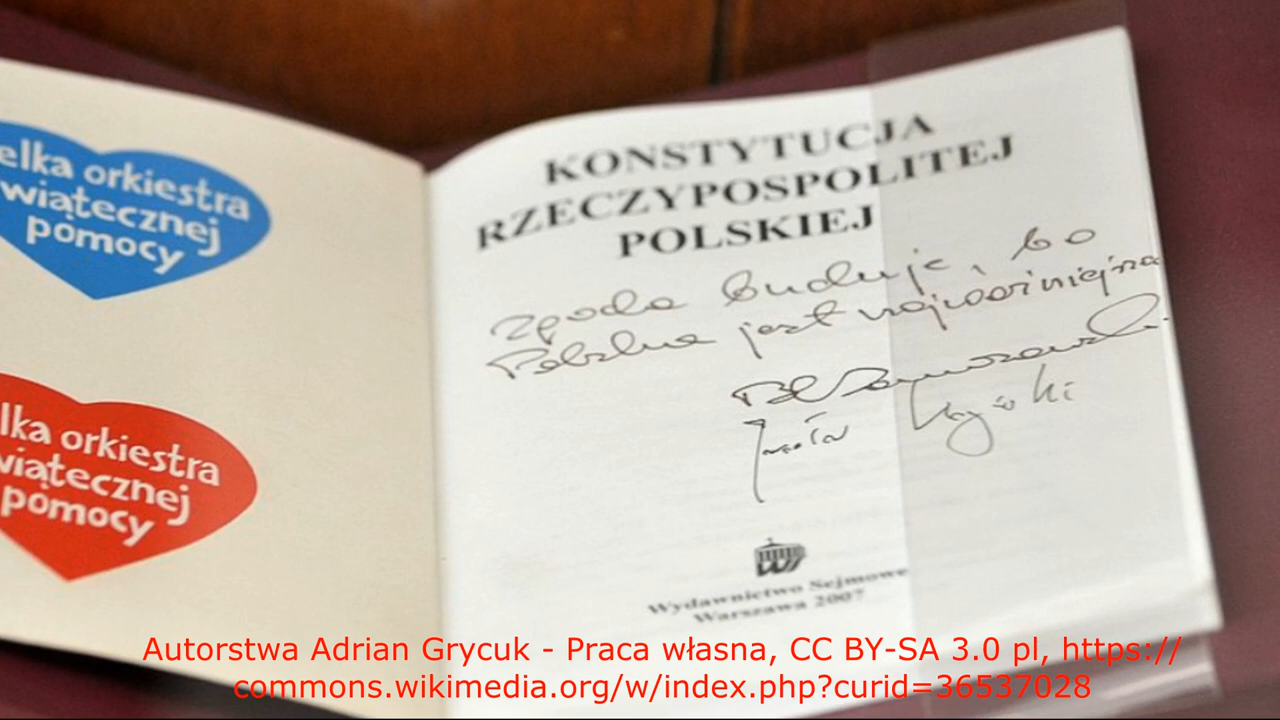 elka orkiestra
wiątecznej
pomocy
lka orkiestra
wiątecznej
pomocy
KONSTYTUCJA
RZECZYPOSPOLITEJ
POLSKIEJ
Zgoda buduje, bo
Polska jest najważniejsza
Wydawnictwo Sejmowe
Warszawa 2007
Autorstwa Adrian Grycuk - Praca własna, CC BY-SA 3.0 pl, https://
commons.wikimedia.org/w/index.php?curid=36537028